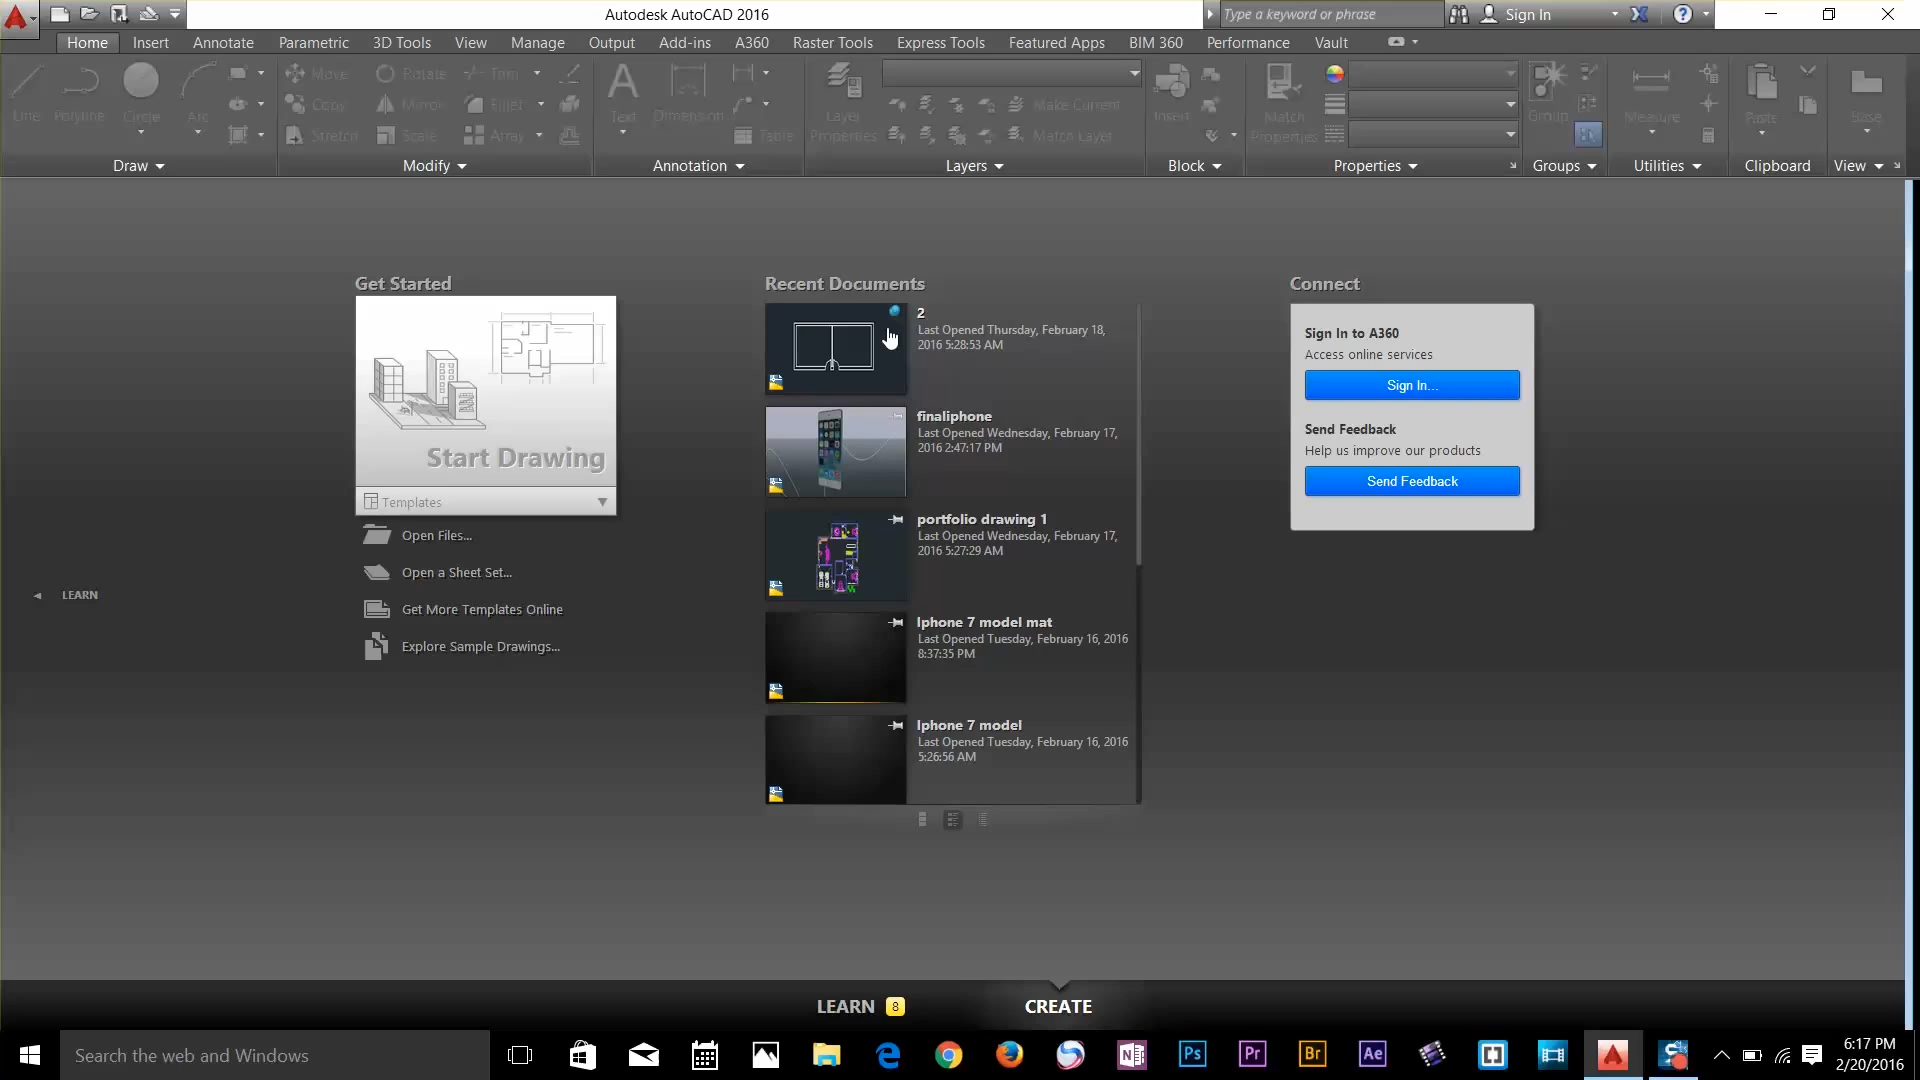 Autodesk AutoCAD 2016
Type a keyword or phrase
Sign In
Home Insert Annotate Parametric 3D Tools View Manage Output Add-ins A360 Raster Tools Express Tools Featured Apps BIM 360 Performance Vault
Line Polyline Circle Arc
Move Rotate Trim
Copy Mirror Fillet
Stretch Scale Array
Text Dimension
Table
Layer Properties
Make Current
Match Layer
Insert
Match Properties
Group
Measure
Paste
Base
Draw Modify Annotation Layers Block Properties Groups Utilities Clipboard View
Get Started
Start Drawing
Templates
Open Files...
Open a Sheet Set...
Get More Templates Online
Explore Sample Drawings...
LEARN
Recent Documents
2
Last Opened Thursday, February 18,
2016 5:28:53 AM
finaliphone
Last Opened Wednesday, February 17,
2016 2:47:17 PM
portfolio drawing 1
Last Opened Wednesday, February 17,
2016 5:27:29 AM
Iphone 7 model mat
Last Opened Tuesday, February 16, 2016
8:37:35 PM
Iphone 7 model
Last Opened Tuesday, February 16, 2016
5:26:56 AM
Connect
Sign In to A360
Access online services
Sign In...
Send Feedback
Help us improve our products
Send Feedback
LEARN 8
CREATE
Search the web and Windows
N
Ps
Pr
Br
Ae
6:17 PM
2/20/2016